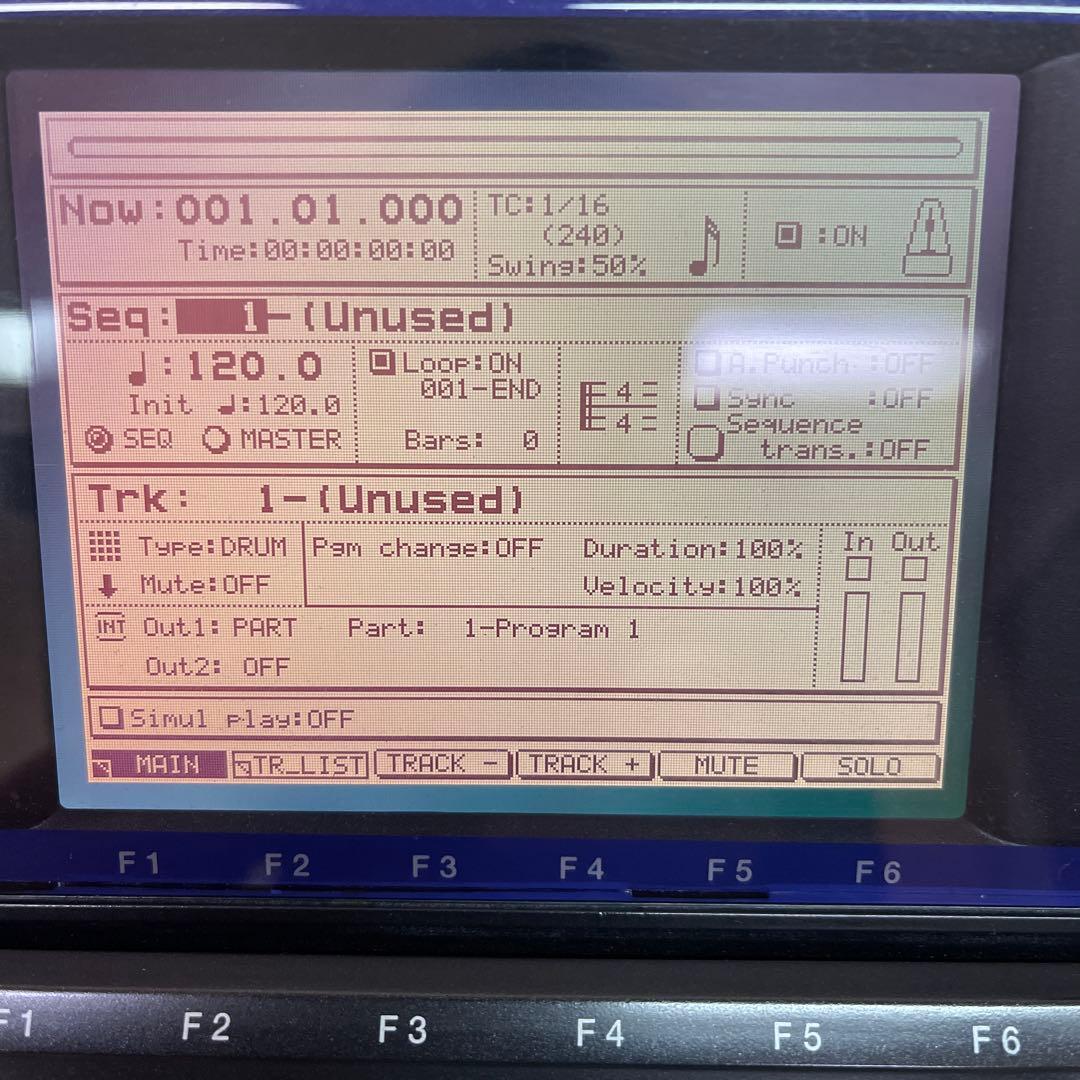 Now:001.01.000
Time:00:00:00:00
TC:1/16
(240)
Swing:50%
:ON
Seq: 1-(Unused)
♩:120.0
Init ♩:120.0
SEQ MASTER
Loop:ON
001-END
Bars: 0
4
4
A.Punch :OFF
Sync :OFF
Sequence
trans.:OFF
Trk: 1-(Unused)
Type:DRUM
Mute:OFF
Pgm change:OFF
Duration:100%
Velocity:100%
In Out
INT Out1: PART Part: 1-Program 1
Out2: OFF
Simul play:OFF
MAIN TR_LIST TRACK - TRACK + MUTE SOLO
F1 F2 F3 F4 F5 F6
F1 F2 F3 F4 F5 F6